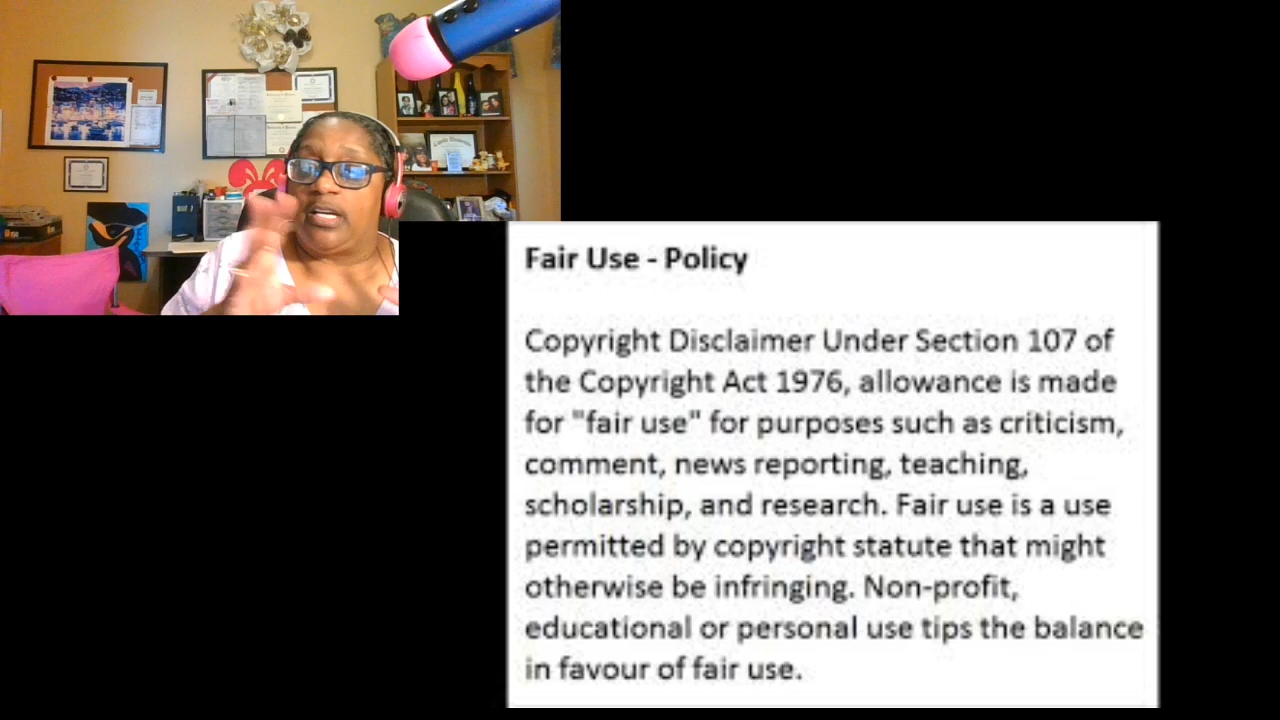 Fair Use - Policy
Copyright Disclaimer Under Section 107 of
the Copyright Act 1976, allowance is made
for "fair use" for purposes such as criticism,
comment, news reporting, teaching,
scholarship, and research. Fair use is a use
permitted by copyright statute that might
otherwise be infringing. Non-profit,
educational or personal use tips the balance
in favour of fair use.